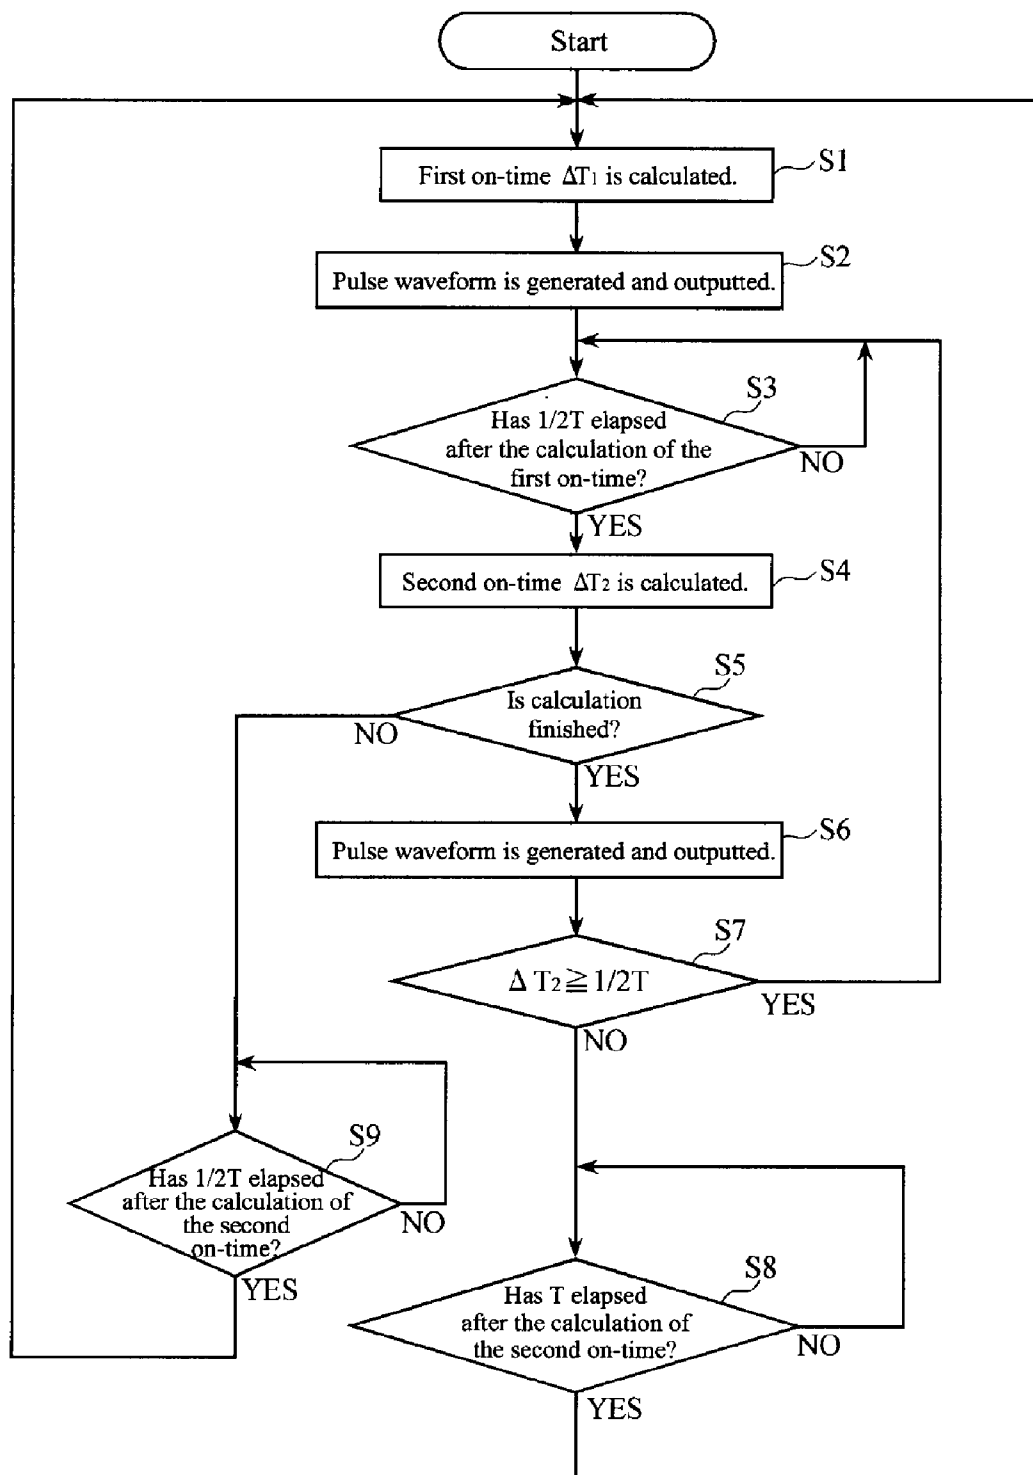 Start
First on-time ΔT1 is calculated.
S1
Pulse waveform is generated and outputted.
S2
S3
Has 1/2T elapsed
after the calculation of the
first on-time?
NO
YES
Second on-time ΔT2 is calculated.
S4
S5
Is calculation
finished?
NO
YES
Pulse waveform is generated and outputted.
S6
S7
Δ T2≧1/2T
YES
NO
S9
Has 1/2T elapsed
after the calculation of
the second
on-time?
NO
YES
S8
Has T elapsed
after the calculation of
the second on-time?
NO
YES